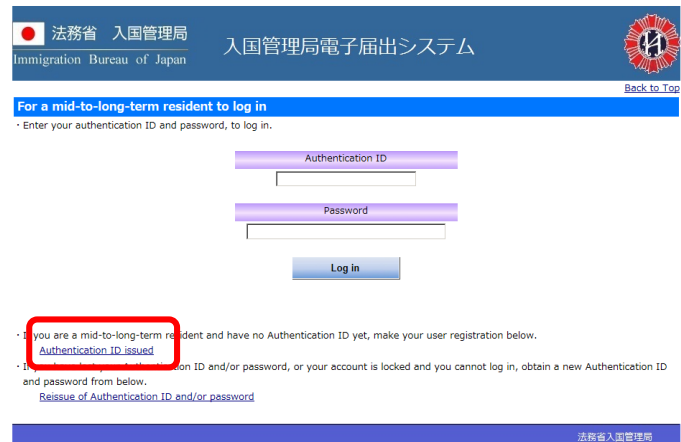 法務省 入国管理局
Immigration Bureau of Japan
入国管理局電子届出システム
Back to Top
For a mid-to-long-term resident to log in
・Enter your authentication ID and password, to log in.
Authentication ID
Password
Log in
you are a mid-to-long-term resident and have no Authentication ID yet, make your user registration below.
Authentication ID issued
ID and/or password, or your account is locked and you cannot log in, obtain a new Authentication ID
and password from below.
Reissue of Authentication ID and/or password
法務省入国管理局